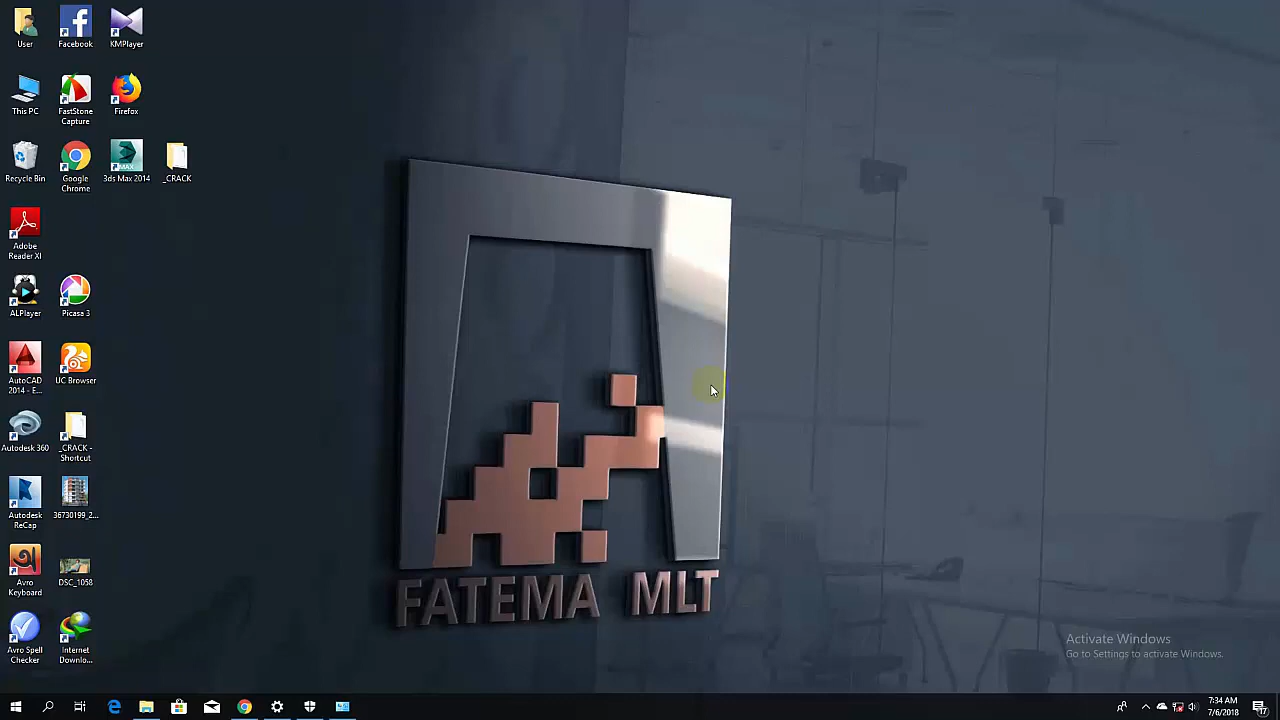 User
Facebook
KMPlayer
This PC
FastStone
Capture
Firefox
Recycle Bin
Google
Chrome
3ds Max 2014
_CRACK
Adobe
Reader XI
ALPlayer
Picasa 3
AutoCAD
2014 - E...
UC Browser
Autodesk 360
_CRACK -
Shortcut
Autodesk
ReCap
36730199_2...
Avro
Keyboard
DSC_1058
Avro Spell
Checker
Internet
Downlo...
FATEMA MLT
Activate Windows
Go to Settings to activate Windows.
7:34 AM
7/6/2018
17